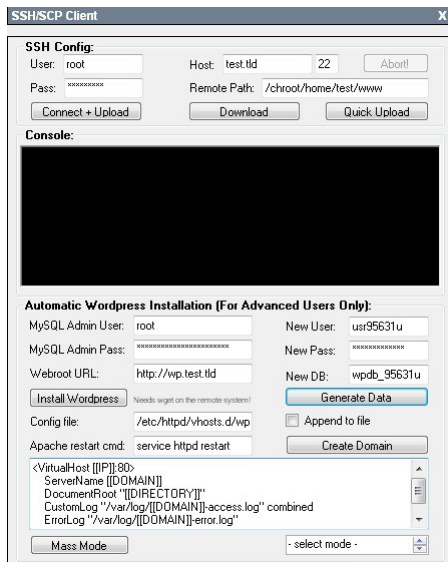 SSH/SCP Client X
SSH Config:
User: root Host: test.tld 22 Abort!
Pass: ********* Remote Path: /chroot/home/test/www
Connect + Upload Download Quick Upload
Console:
Automatic Wordpress Installation (For Advanced Users Only):
MySQL Admin User: root New User: usr95631u
MySQL Admin Pass: ********************** New Pass: *************
Webroot URL: http://wp.test.tld New DB: wpdb_95631u
Install Wordpress Needs wget on the remote system! Generate Data
Config file: /etc/httpd/vhosts.d/wp Append to file
Apache restart cmd: service httpd restart Create Domain
<VirtualHost [[IP]]:80>
ServerName [[DOMAIN]]
DocumentRoot "[[DIRECTORY]]"
CustomLog "/var/log/[[DOMAIN]]-access.log" combined
ErrorLog "/var/log/[[DOMAIN]]-error.log"
Mass Mode - select mode -